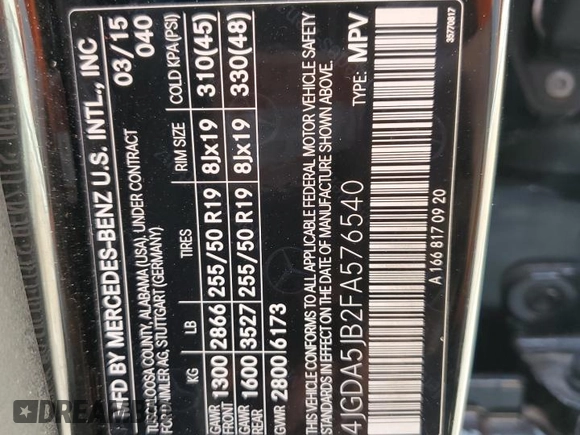 MFD BY MERCEDES-BENZ U.S. INTL., INC
TUSCALOOSA COUNTY, ALABAMA (USA), UNDER CONTRACT
FOR DAIMLER AG, STUTTGART (GERMANY)
03/15
040
KG LB TIRES RIM SIZE COLD KPA (PSI)
GAWR FRONT 1300 2866 255/50 R19 8Jx19 310(45)
GAWR REAR 1600 3527 255/50 R19 8Jx19 330(48)
GVWR 2800 6173
THIS VEHICLE CONFORMS TO ALL APPLICABLE FEDERAL MOTOR VEHICLE SAFETY
STANDARDS IN EFFECT ON THE DATE OF MANUFACTURE SHOWN ABOVE.
4JGDA5JB2FA576540
TYPE: MPV
A 166 817 09 20
35770817
AUTOHELPERBOT.COM